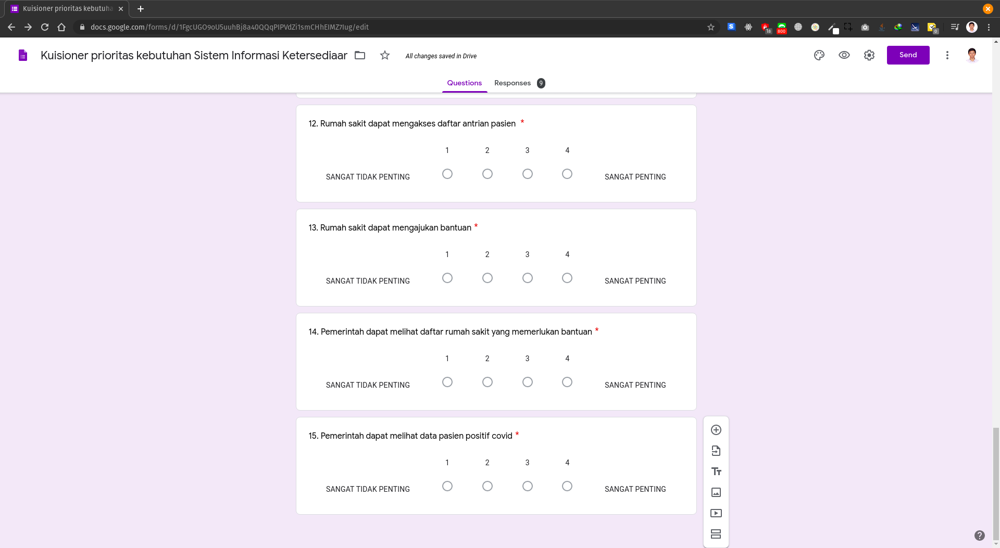 Kuisioner prioritas kebutuha
docs.google.com/forms/d/1FgcUGO9oU5uuhBj8a40QQqPIPVdZi1smCHhEIMZ7Iug/edit
S
18
800
0
Kuisioner prioritas kebutuhan Sistem Informasi Ketersediaar
All changes saved in Drive
Send
Questions
Responses 9
12. Rumah sakit dapat mengakses daftar antrian pasien *
1 2 3 4
SANGAT TIDAK PENTING SANGAT PENTING
13. Rumah sakit dapat mengajukan bantuan *
1 2 3 4
SANGAT TIDAK PENTING SANGAT PENTING
14. Pemerintah dapat melihat daftar rumah sakit yang memerlukan bantuan *
1 2 3 4
SANGAT TIDAK PENTING SANGAT PENTING
15. Pemerintah dapat melihat data pasien positif covid *
1 2 3 4
SANGAT TIDAK PENTING SANGAT PENTING